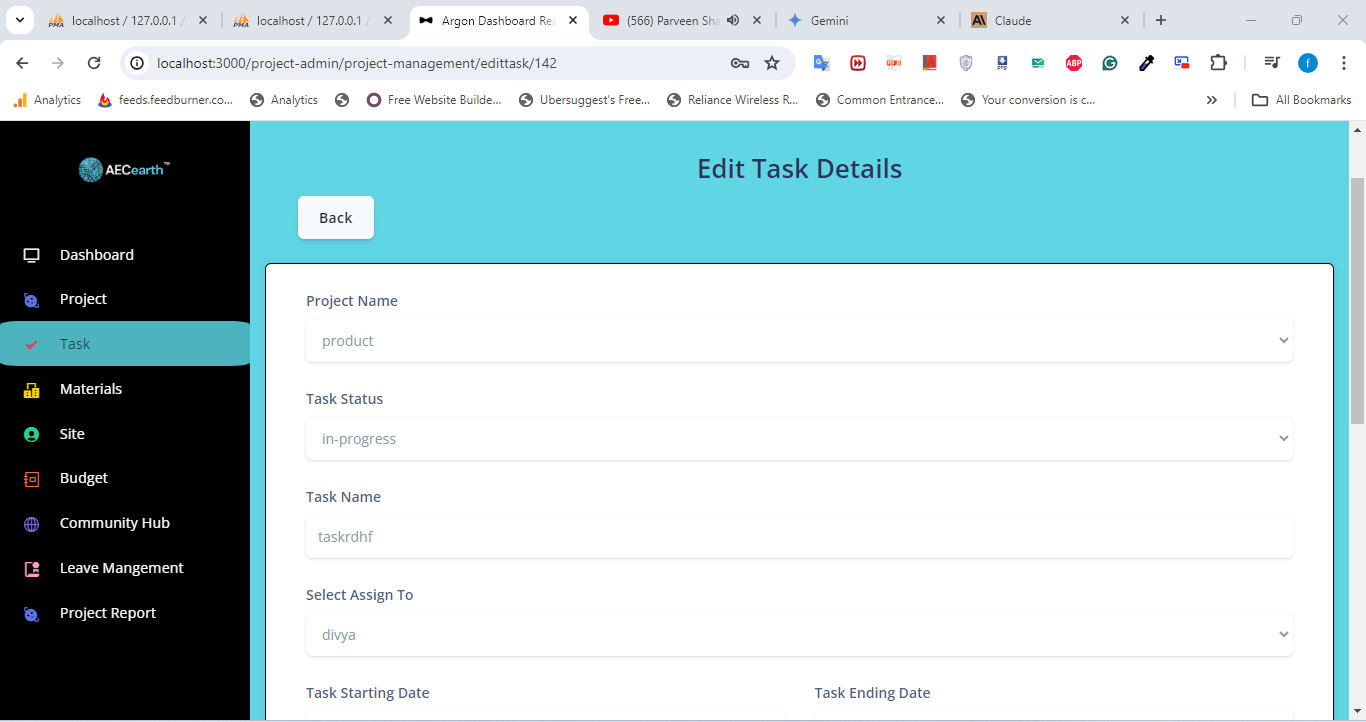 localhost / 127.0.0.1 /
localhost / 127.0.0.1 /
Argon Dashboard Rea
(566) Parveen Sha
Gemini
Claude
localhost:3000/project-admin/project-management/edittask/142
Analytics
feeds.feedburner.co...
Analytics
Free Website Builde...
Ubersuggest's Free...
Reliance Wireless R...
Common Entrance...
Your conversion is c...
All Bookmarks
AECearth™
Dashboard
Project
Task
Materials
Site
Budget
Community Hub
Leave Mangement
Project Report
Edit Task Details
Back
Project Name
product
Task Status
in-progress
Task Name
taskrdhf
Select Assign To
divya
Task Starting Date
Task Ending Date